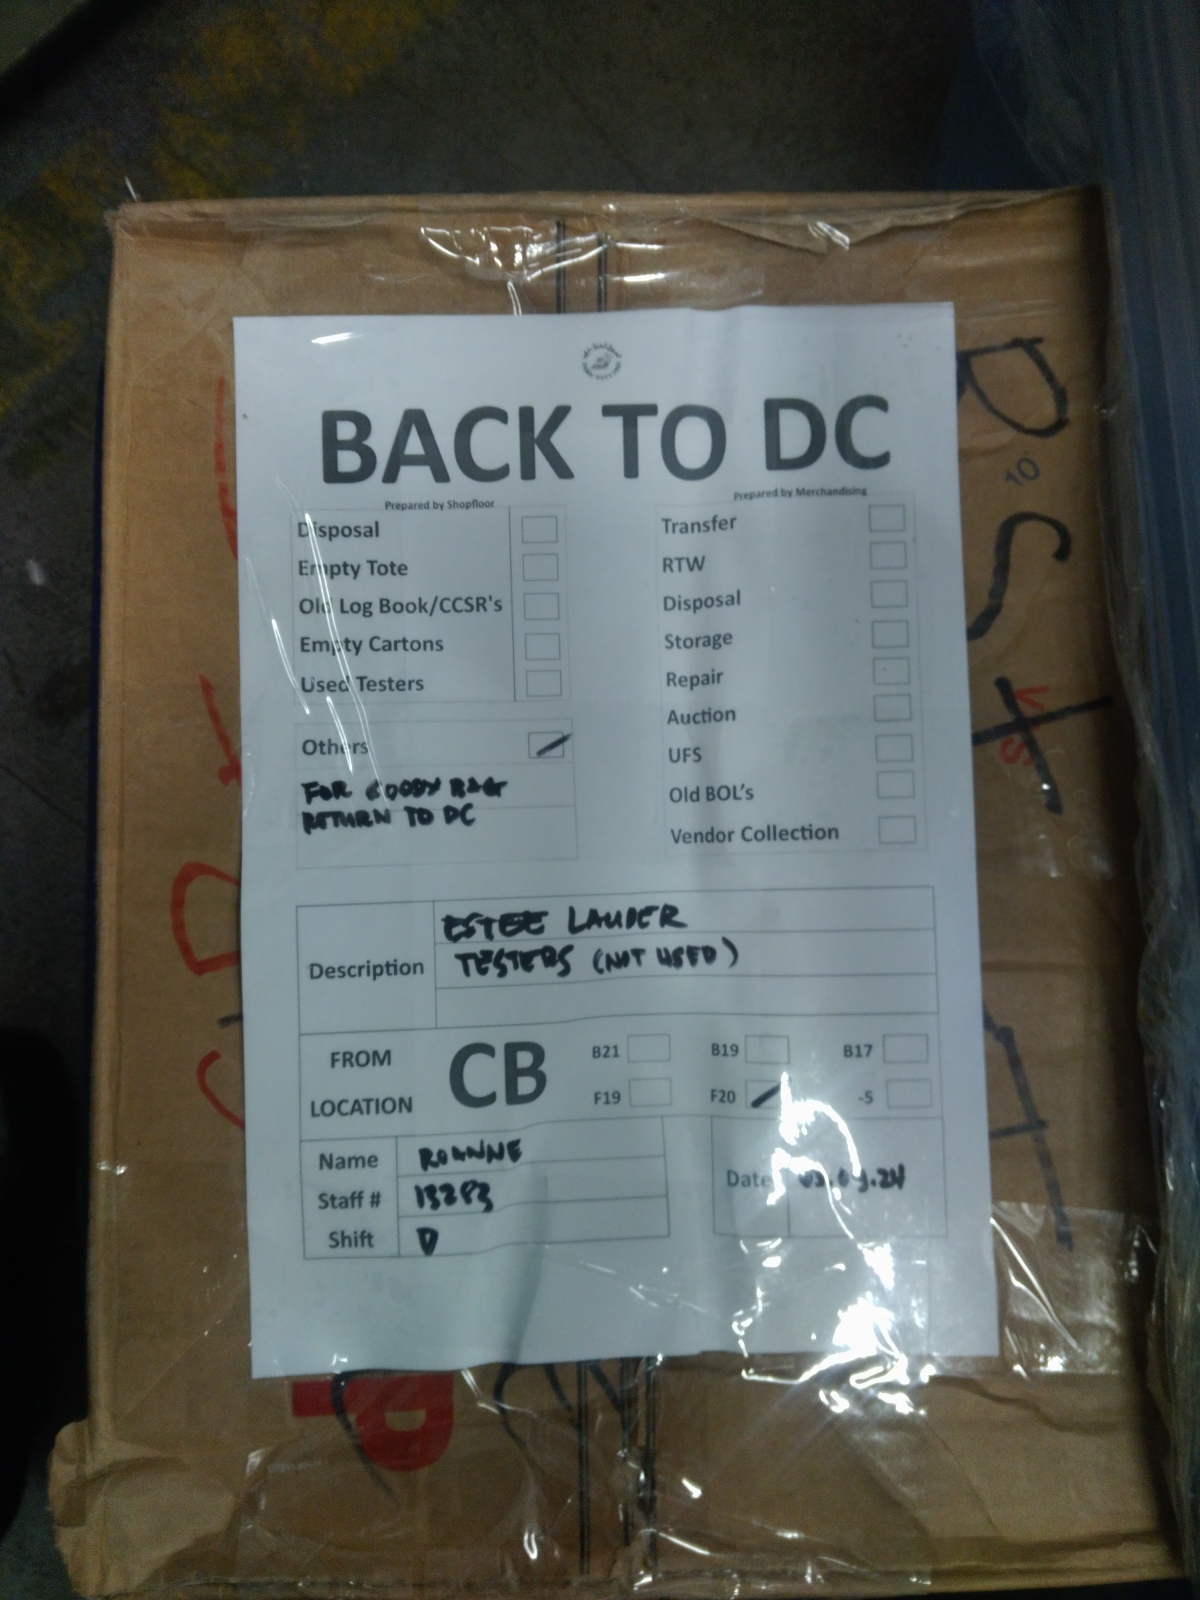 BACK TO DC
Prepared by Shopfloor
Disposal
Empty Tote
Old Log Book/CCSR's
Empty Cartons
Used Testers
Others
FOR GOODY BAG
RETURN TO DC
Prepared by Merchandising
Transfer
RTW
Disposal
Storage
Repair
Auction
UFS
Old BOL's
Vendor Collection
Description
ESTEE LAUDER
TESTERS (NOT USED)
FROM
LOCATION
CB
B21 B19 B17
F19 F20 -5
Name ROANNE
Staff # 13283
Shift D
Date
10